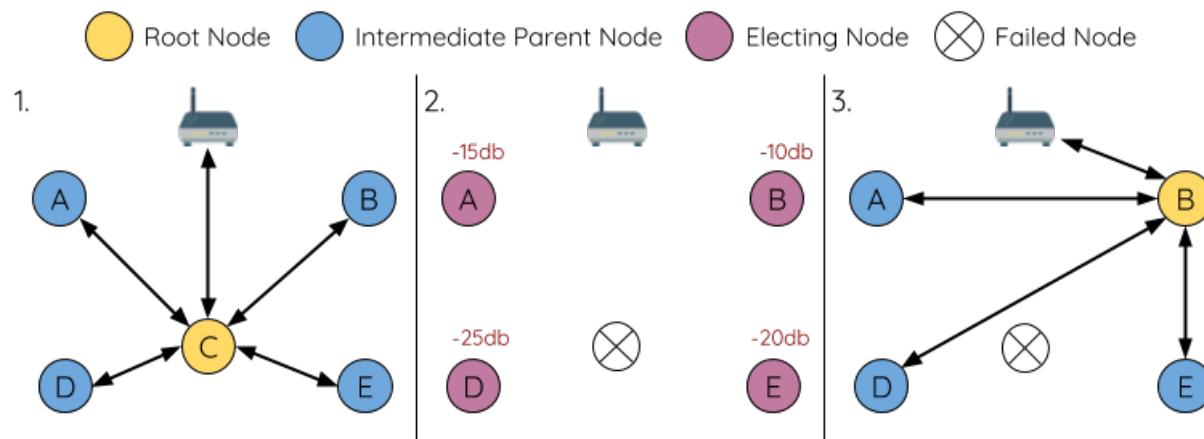 Root Node Intermediate Parent Node Electing Node Failed Node
1. 2. 3.
-15db -10db
A B A B A B
-25db -20db
C
D E D E D E